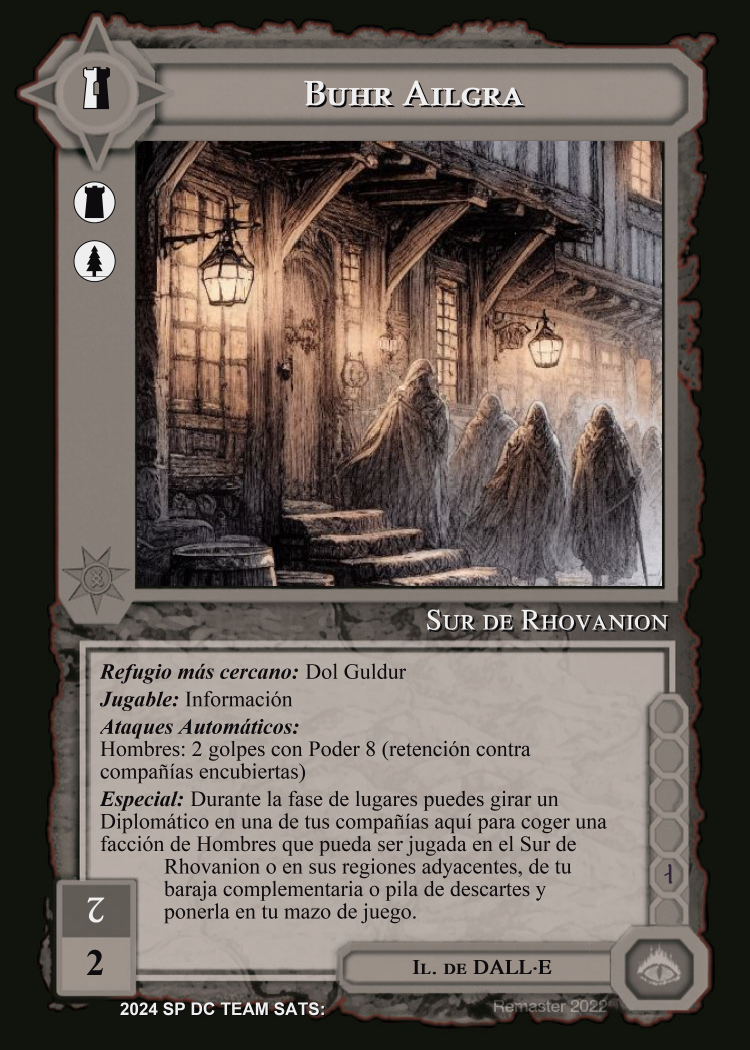 Buhr Ailgra
Sur de Rhovanion
Refugio más cercano: Dol Guldur
Jugable: Información
Ataques Automáticos:
Hombres: 2 golpes con Poder 8 (retención contra
compañías encubiertas)
Especial: Durante la fase de lugares puedes girar un
Diplomático en una de tus compañías aquí para coger una
facción de Hombres que pueda ser jugada en el Sur de
Rhovanion o en sus regiones adyacentes, de tu
baraja complementaria o pila de descartes y
ponerla en tu mazo de juego.
2
2
Il. de DALL·E
2024 SP DC TEAM SATS:
Remaster 2022